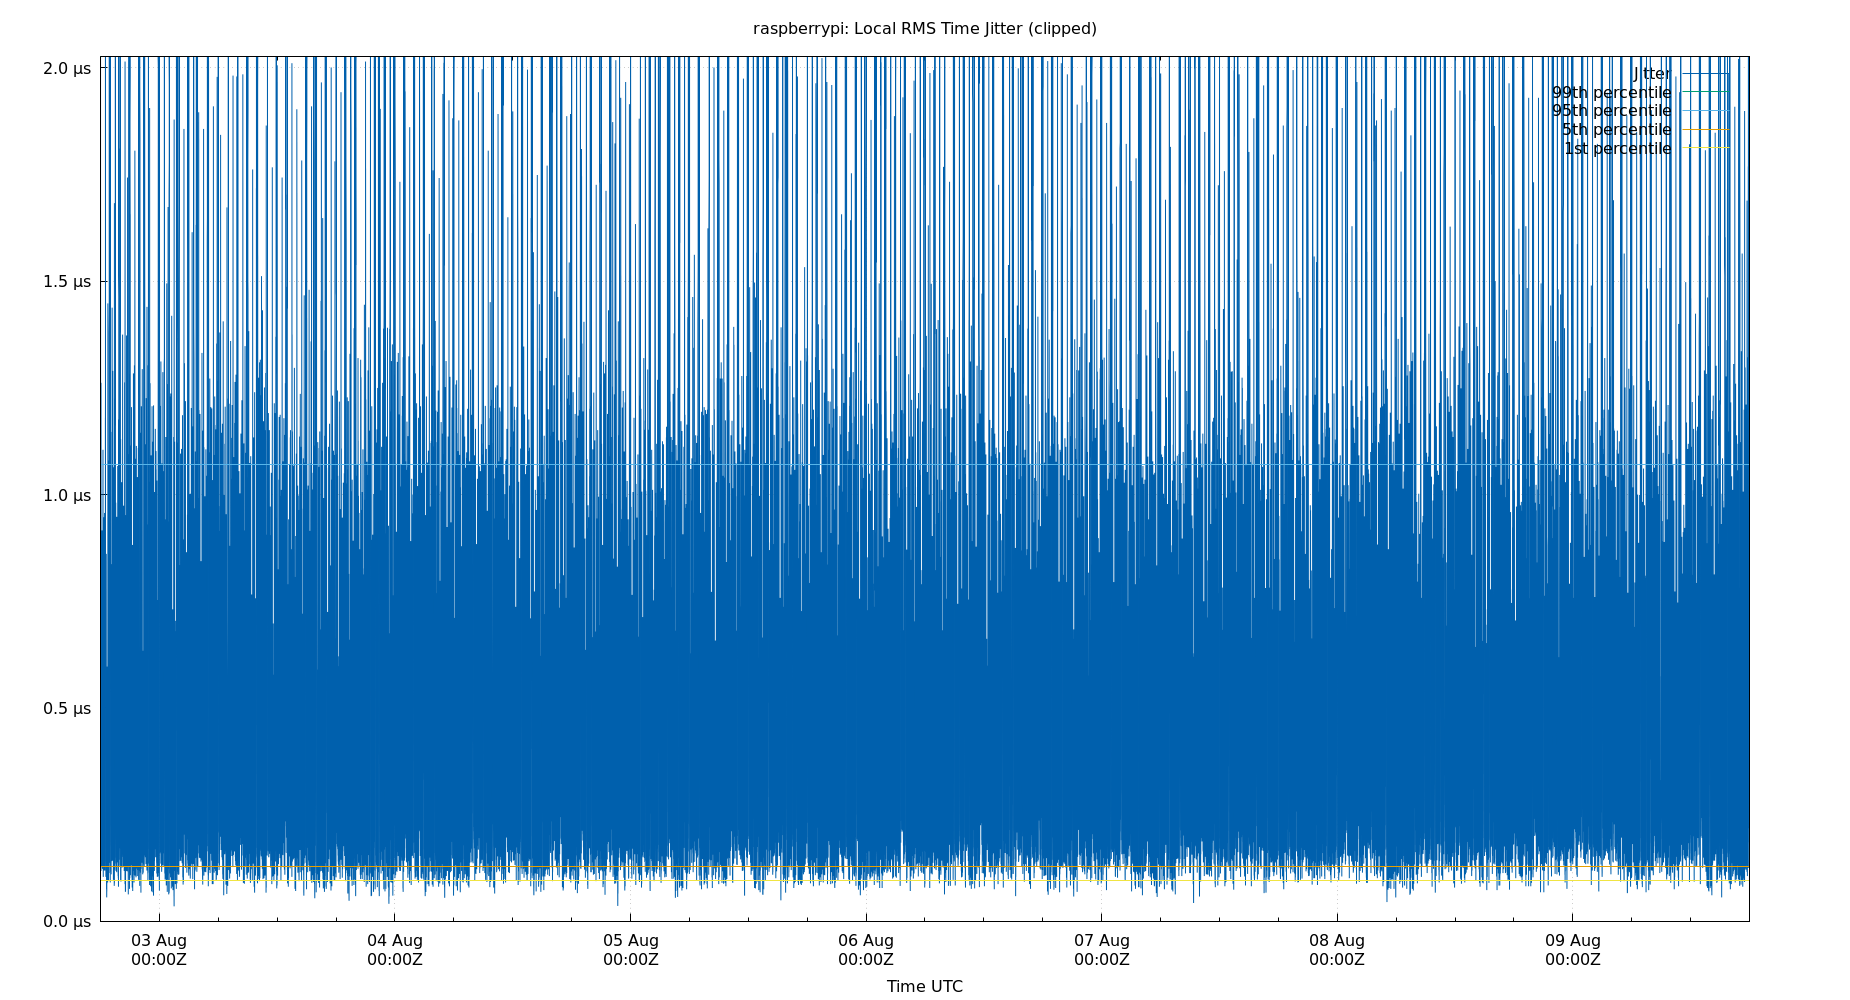 raspberrypi: Local RMS Time Jitter (clipped)
2.0 µs
1.5 µs
1.0 µs
0.5 µs
0.0 µs
Jitter
99th percentile
95th percentile
5th percentile
1st percentile
03 Aug
00:00Z
04 Aug
00:00Z
05 Aug
00:00Z
06 Aug
00:00Z
07 Aug
00:00Z
08 Aug
00:00Z
09 Aug
00:00Z
Time UTC